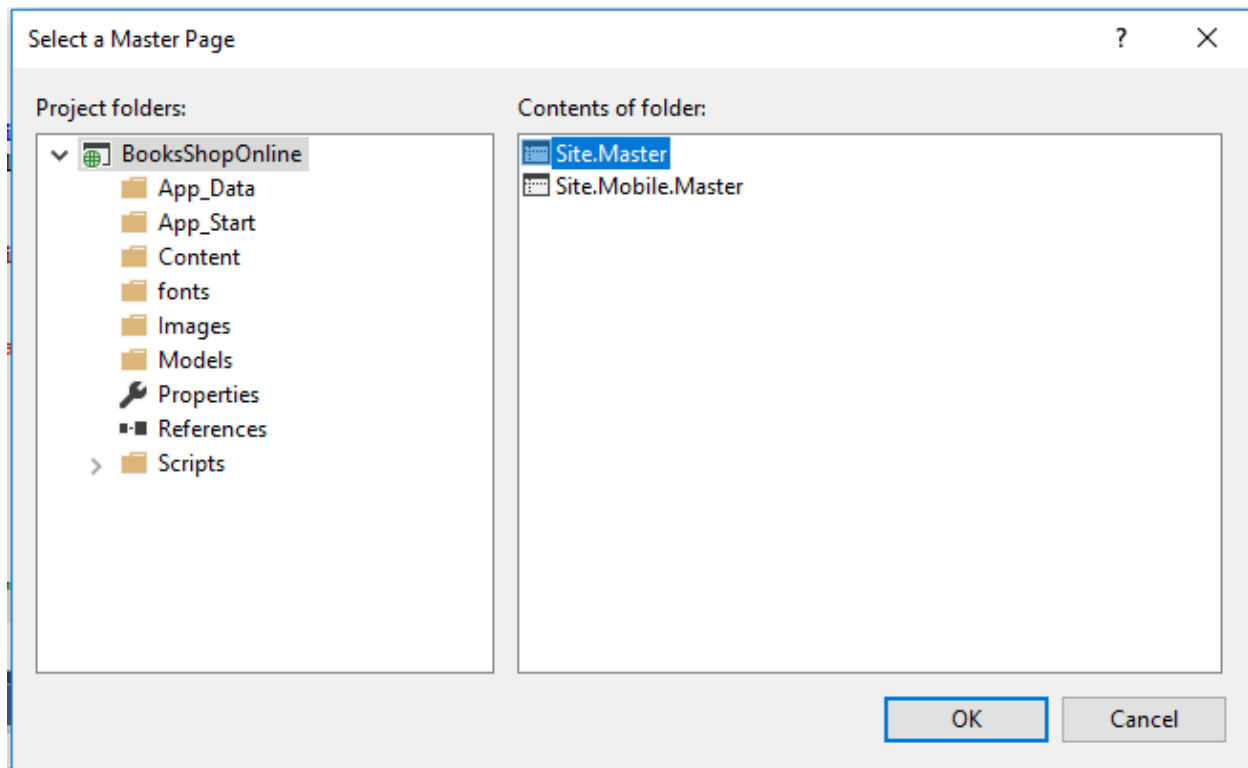 Select a Master Page
?
Project folders:
BooksShopOnline
App_Data
App_Start
Content
fonts
Images
Models
Properties
References
Scripts
Contents of folder:
Site.Master
Site.Mobile.Master
OK
Cancel